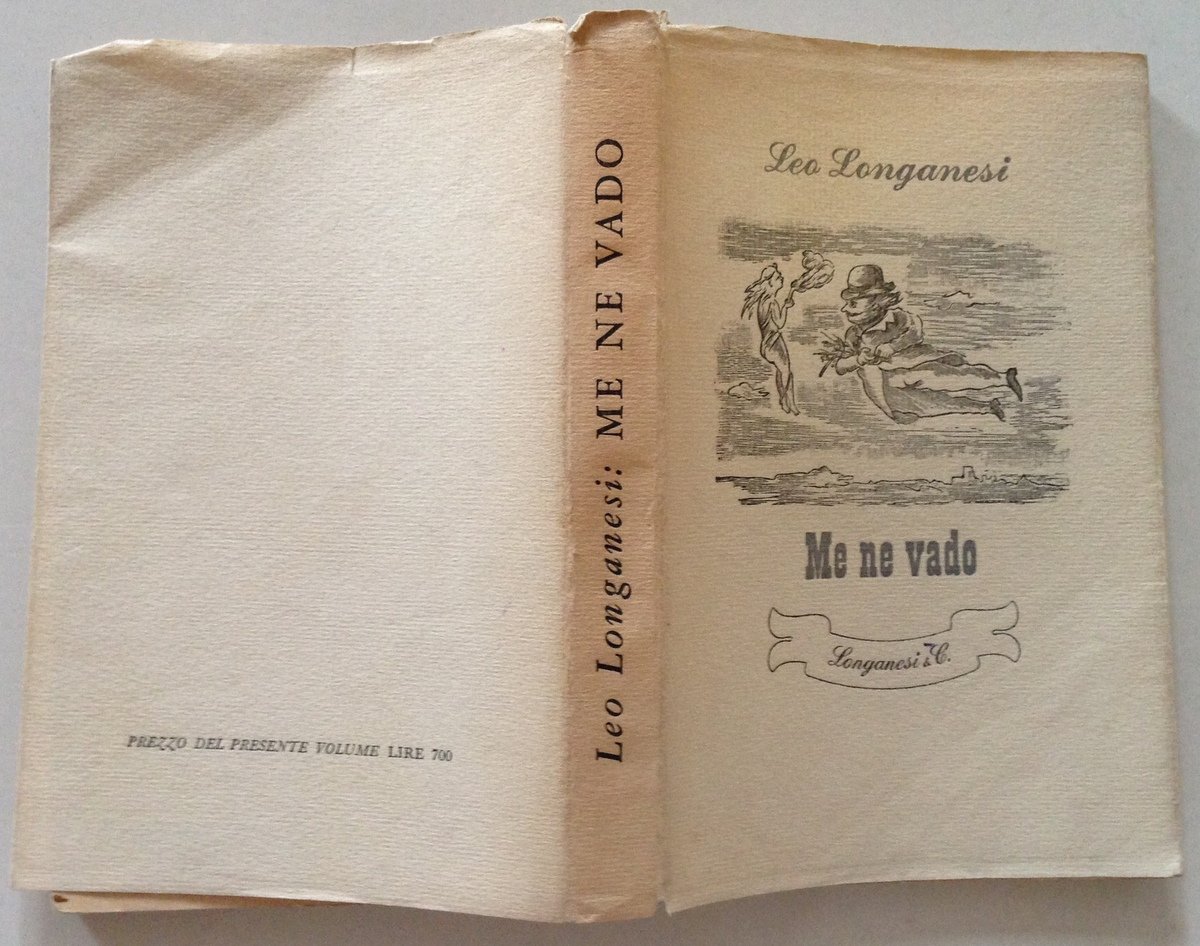 PREZZO DEL PRESENTE VOLUME LIRE 700
Leo Longanesi: ME NE VADO
Leo Longanesi
Me ne vado
Longanesi & C.